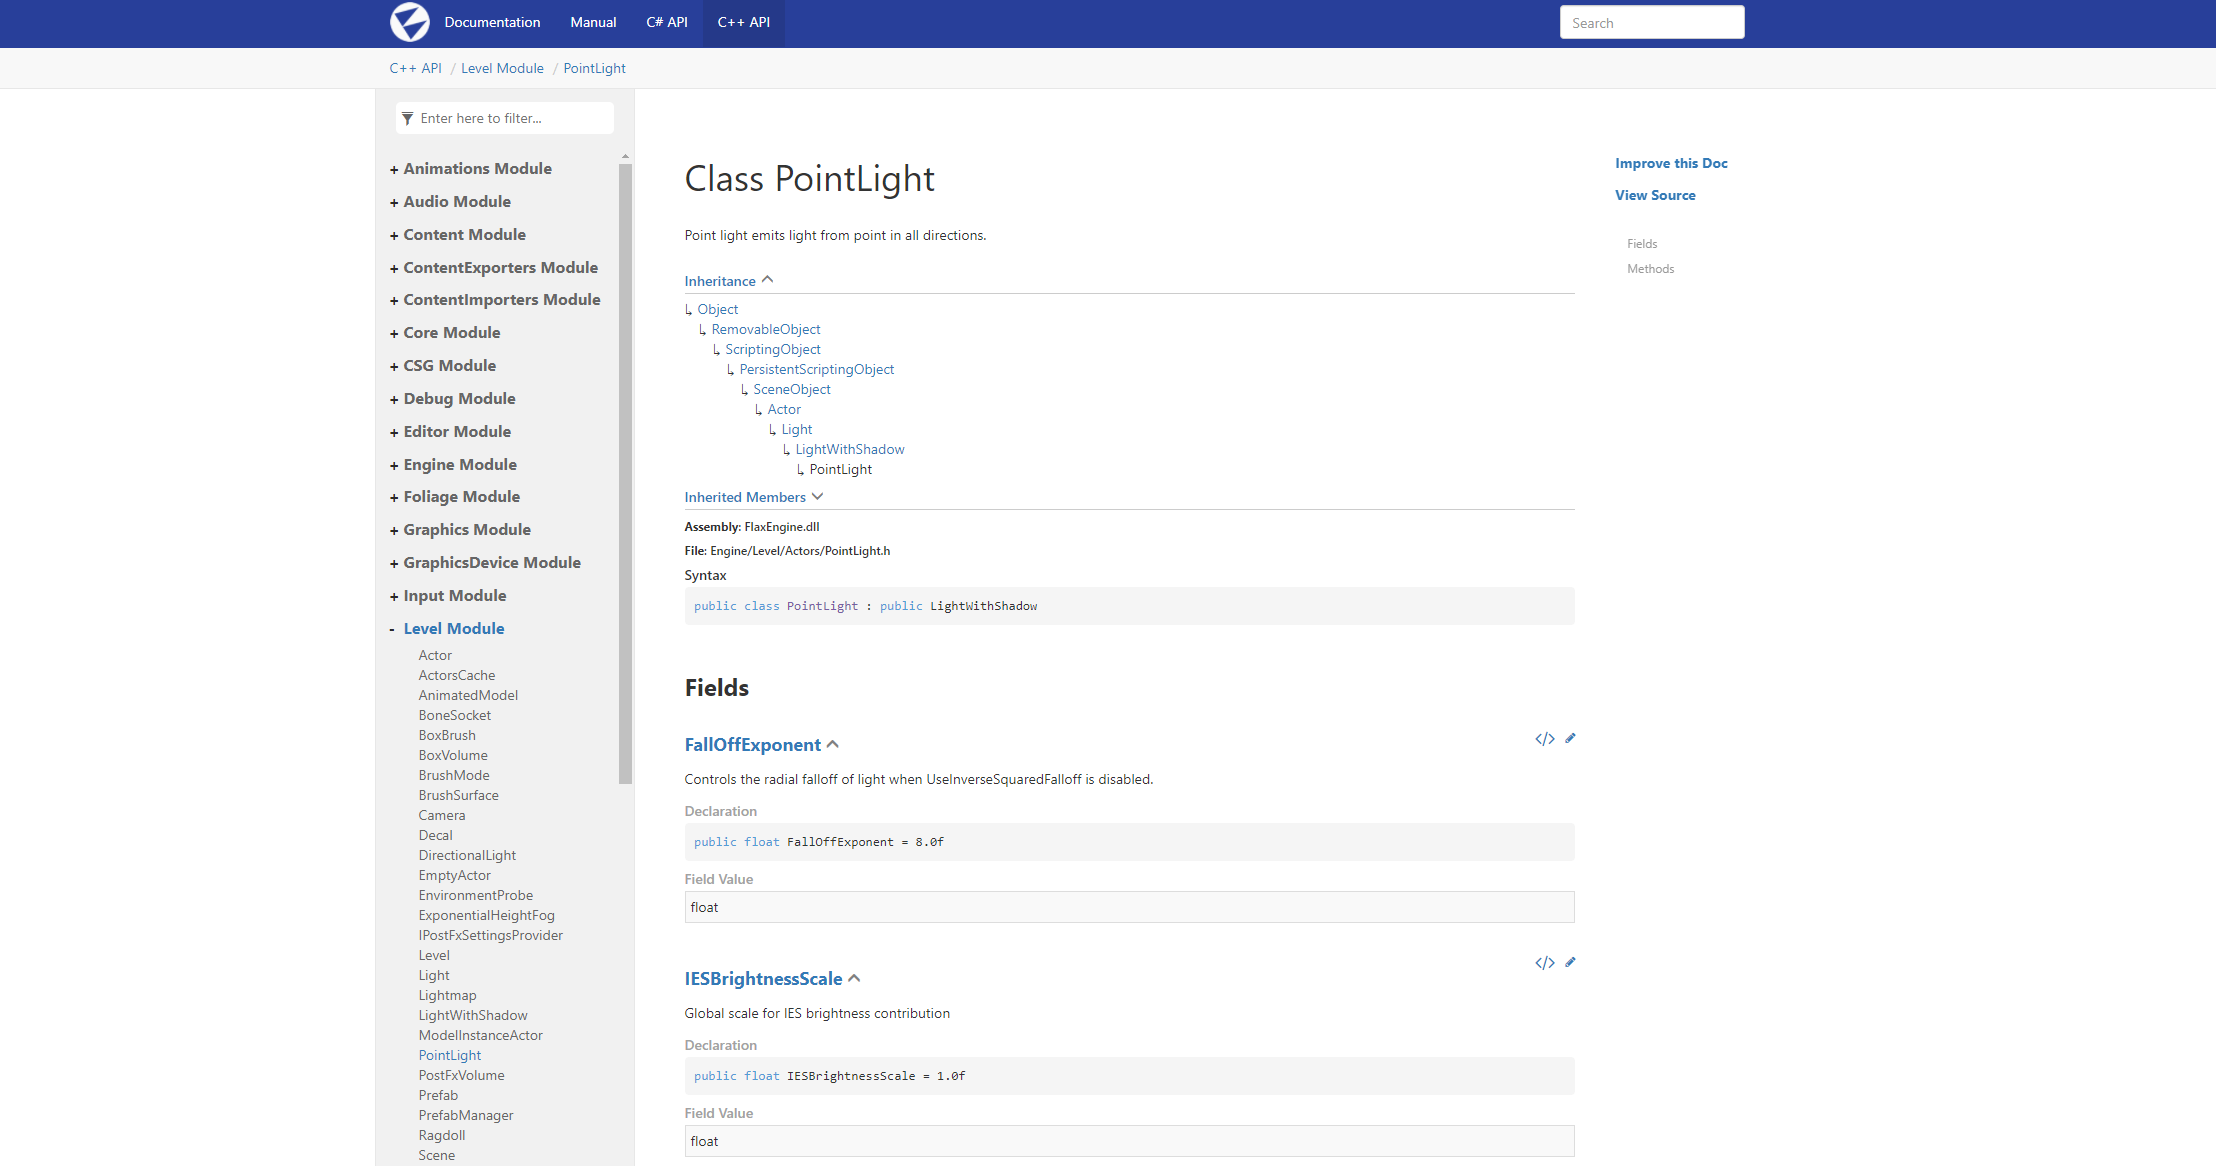 Documentation Manual C# API C++ API Search
C++ API / Level Module / PointLight
Enter here to filter...
+ Animations Module
+ Audio Module
+ Content Module
+ ContentExporters Module
+ ContentImporters Module
+ Core Module
+ CSG Module
+ Debug Module
+ Editor Module
+ Engine Module
+ Foliage Module
+ Graphics Module
+ GraphicsDevice Module
+ Input Module
- Level Module
Actor
ActorsCache
AnimatedModel
BoneSocket
BoxBrush
BoxVolume
BrushMode
BrushSurface
Camera
Decal
DirectionalLight
EmptyActor
EnvironmentProbe
ExponentialHeightFog
IPostFxSettingsProvider
Level
Light
Lightmap
LightWithShadow
ModelInstanceActor
PointLight
PostFxVolume
Prefab
PrefabManager
Ragdoll
Scene
Class PointLight
Point light emits light from point in all directions.
Inheritance
↳ Object
↳ RemovableObject
↳ ScriptingObject
↳ PersistentScriptingObject
↳ SceneObject
↳ Actor
↳ Light
↳ LightWithShadow
↳ PointLight
Inherited Members
Assembly: FlaxEngine.dll
File: Engine/Level/Actors/PointLight.h
Syntax
public class PointLight : public LightWithShadow
Fields
FallOffExponent
</>
Controls the radial falloff of light when UseInverseSquaredFalloff is disabled.
Declaration
public float FallOffExponent = 8.0f
Field Value
float
IESBrightnessScale
</>
Global scale for IES brightness contribution
Declaration
public float IESBrightnessScale = 1.0f
Field Value
float
Improve this Doc
View Source
Fields
Methods